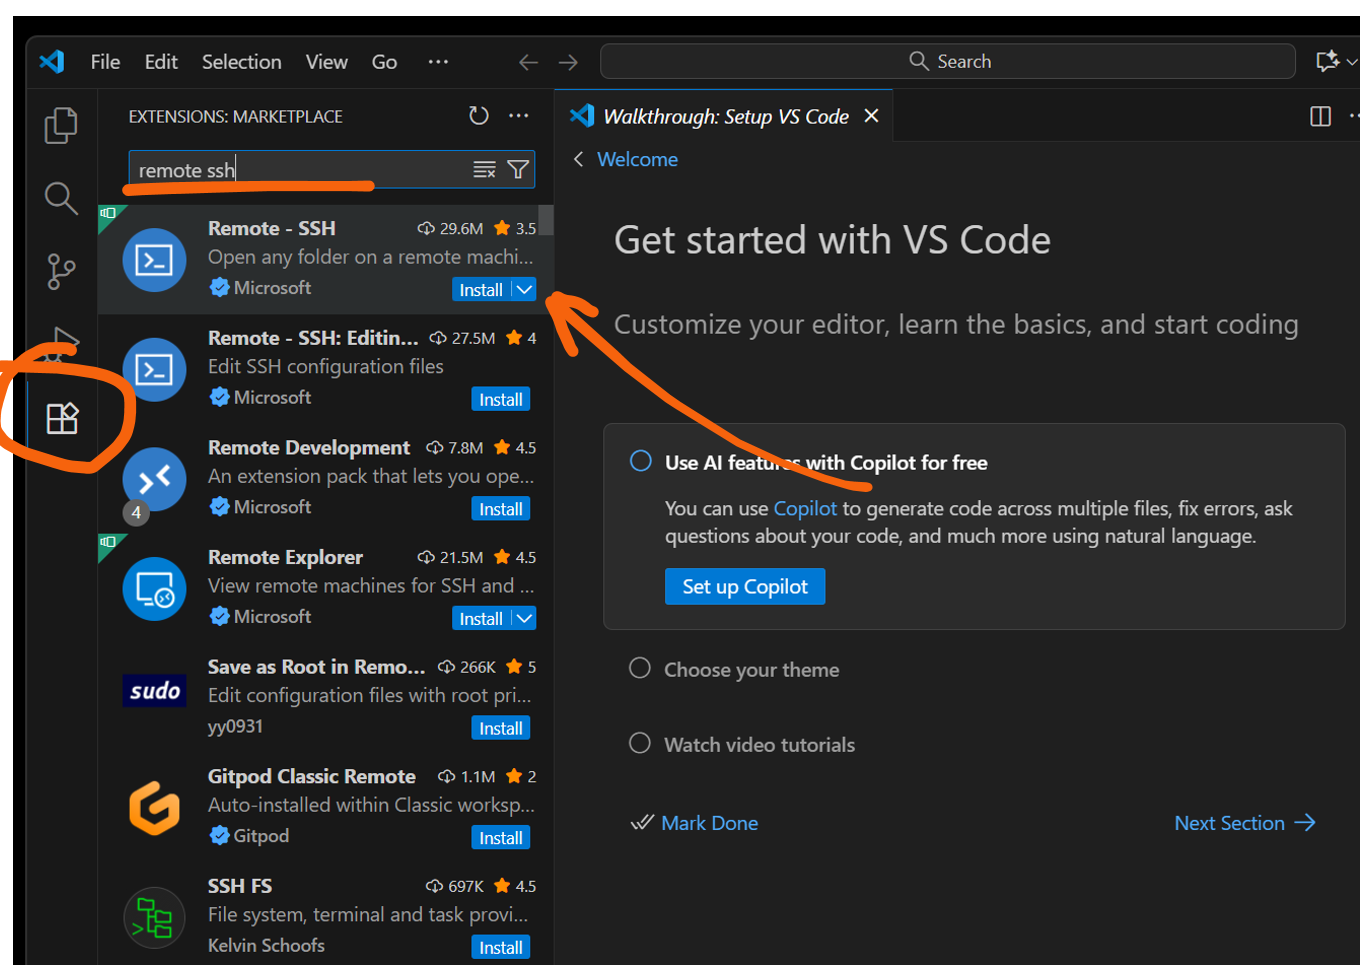 File Edit Selection View Go ...
Search
EXTENSIONS: MARKETPLACE
remote ssh
Remote - SSH 29.6M 3.5
Open any folder on a remote machi...
Microsoft Install
Remote - SSH: Editin... 27.5M 4
Edit SSH configuration files
Microsoft Install
Remote Development 7.8M 4.5
An extension pack that lets you ope...
4 Microsoft Install
Remote Explorer 21.5M 4.5
View remote machines for SSH and ...
Microsoft Install
sudo
Save as Root in Remo... 266K 5
Edit configuration files with root pri...
yy0931 Install
Gitpod Classic Remote 1.1M 2
Auto-installed within Classic worksp...
Gitpod Install
SSH FS 697K 4.5
File system, terminal and task provi...
Kelvin Schoofs Install
Walkthrough: Setup VS Code
Welcome
Get started with VS Code
Customize your editor, learn the basics, and start coding
Use AI features with Copilot for free
You can use Copilot to generate code across multiple files, fix errors, ask
questions about your code, and much more using natural language.
Set up Copilot
Choose your theme
Watch video tutorials
Mark Done
Next Section